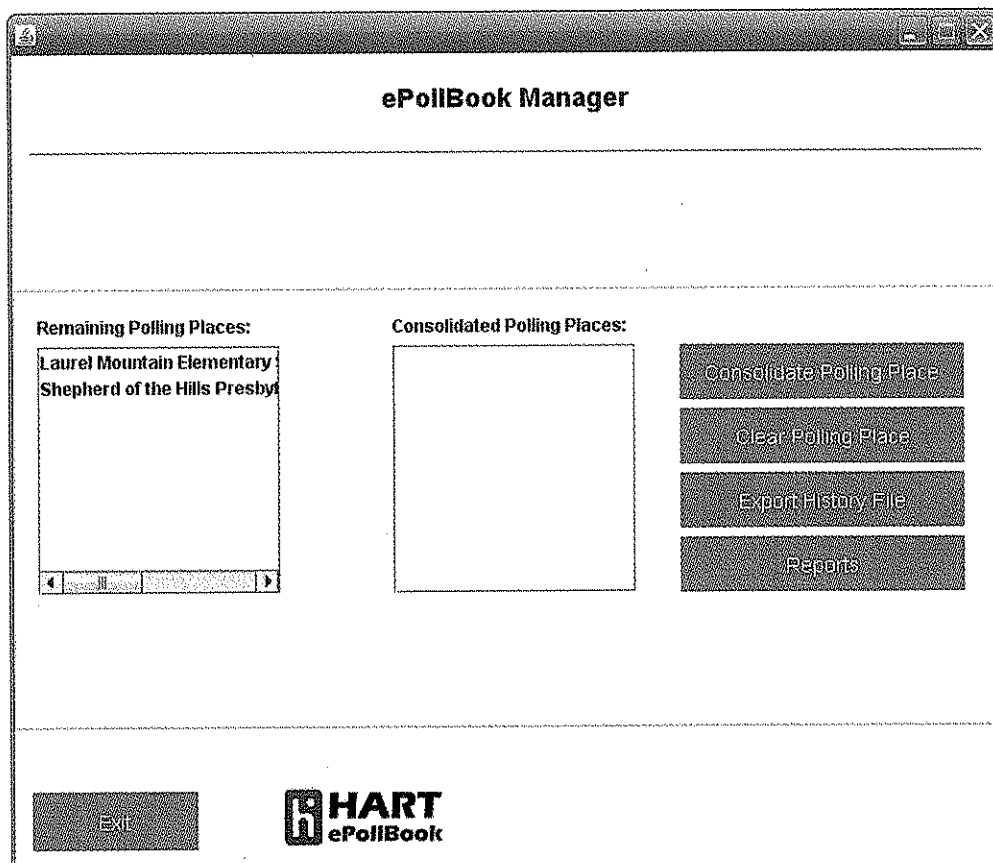 ePollBook Manager
Remaining Polling Places:
Laurel Mountain Elementary
Shepherd of the Hills Presby
Consolidated Polling Places:
Consolidate Polling Place
Clear Polling Place
Export History File
Reports
Exit
h HART
ePollBook